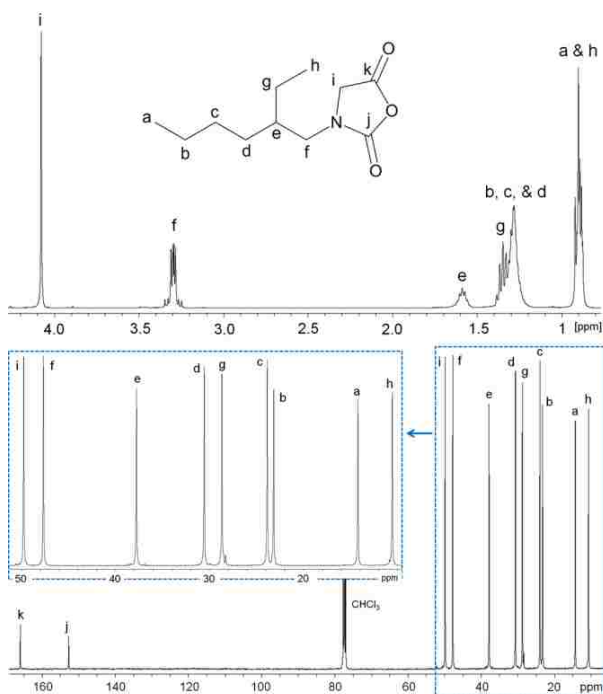 i
a & h
h
k
O
g
i
a
c
O
e
N
j
b
d
f
O
b, c, & d
f
g
e
4.0 3.5 3.0 2.5 2.0 1.5 1.0 [ppm]
i f e d g c b a h
50 40 30 20 ppm
i f e d g c b a h
k j CHCl3
160 140 120 100 80 60 40 20 ppm